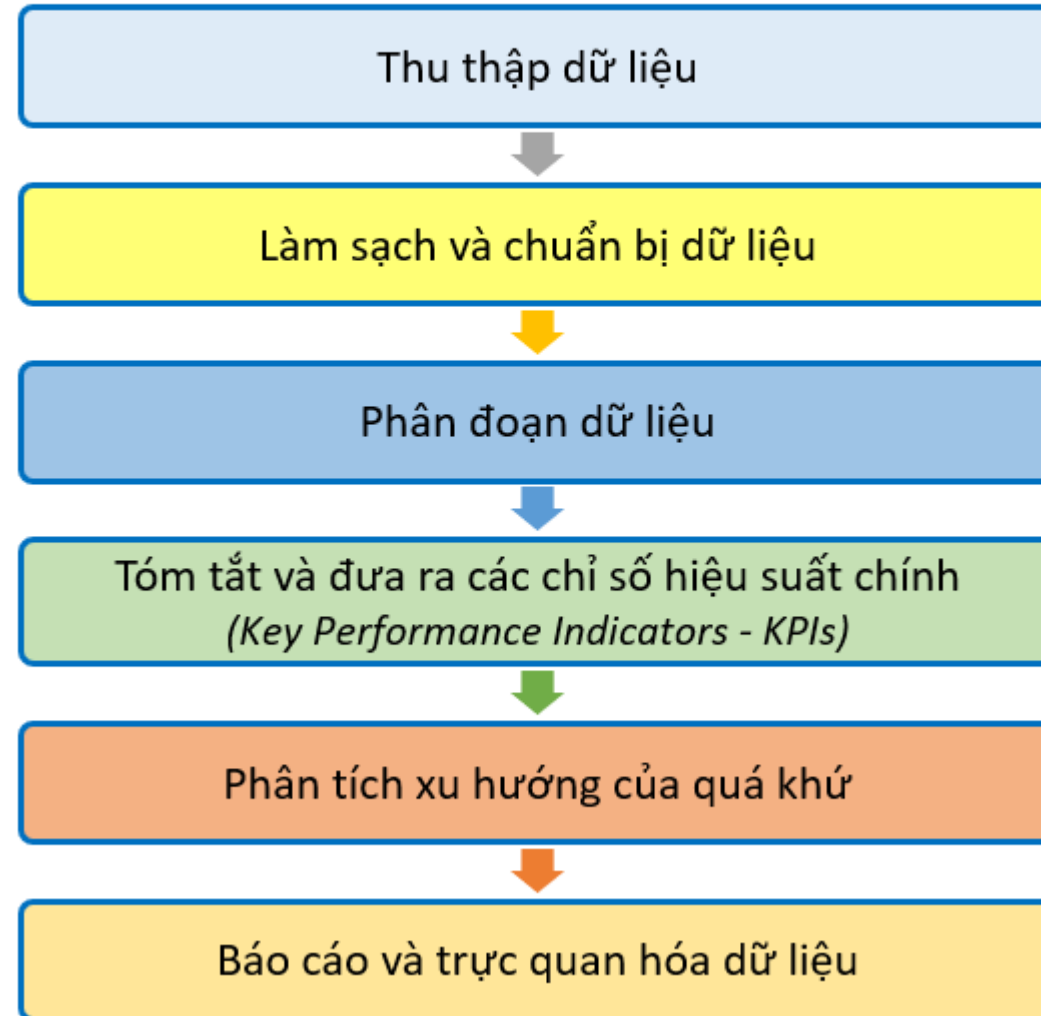 Thu thập dữ liệu
Làm sạch và chuẩn bị dữ liệu
Phân đoạn dữ liệu
Tóm tắt và đưa ra các chỉ số hiệu suất chính
(Key Performance Indicators - KPIs)
Phân tích xu hướng của quá khứ
Báo cáo và trực quan hóa dữ liệu